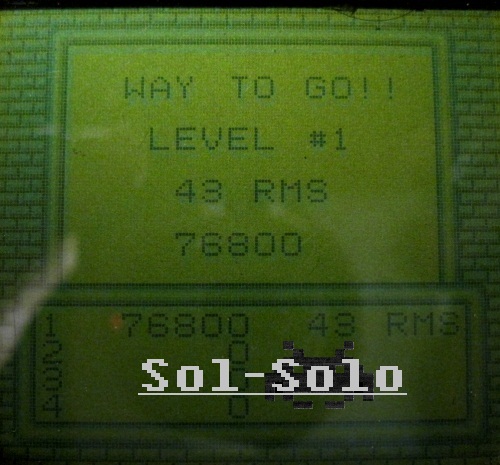 WAY TO GO!!
LEVEL #1
43 RMS
76800
1 76800 43 RMS
2 0
3 0
4 0
Sol-Solo